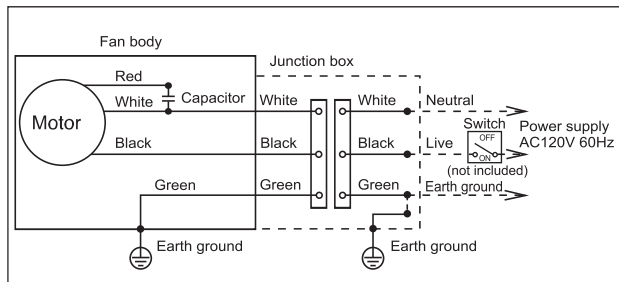 Fan body
Junction box
Red
White
Capacitor
White
White
Neutral
Switch
OFF
ON
(not included)
Power supply
AC120V 60Hz
Motor
Black
Black
Black
Live
Green
Green
Green
Earth ground
Earth ground
Earth ground